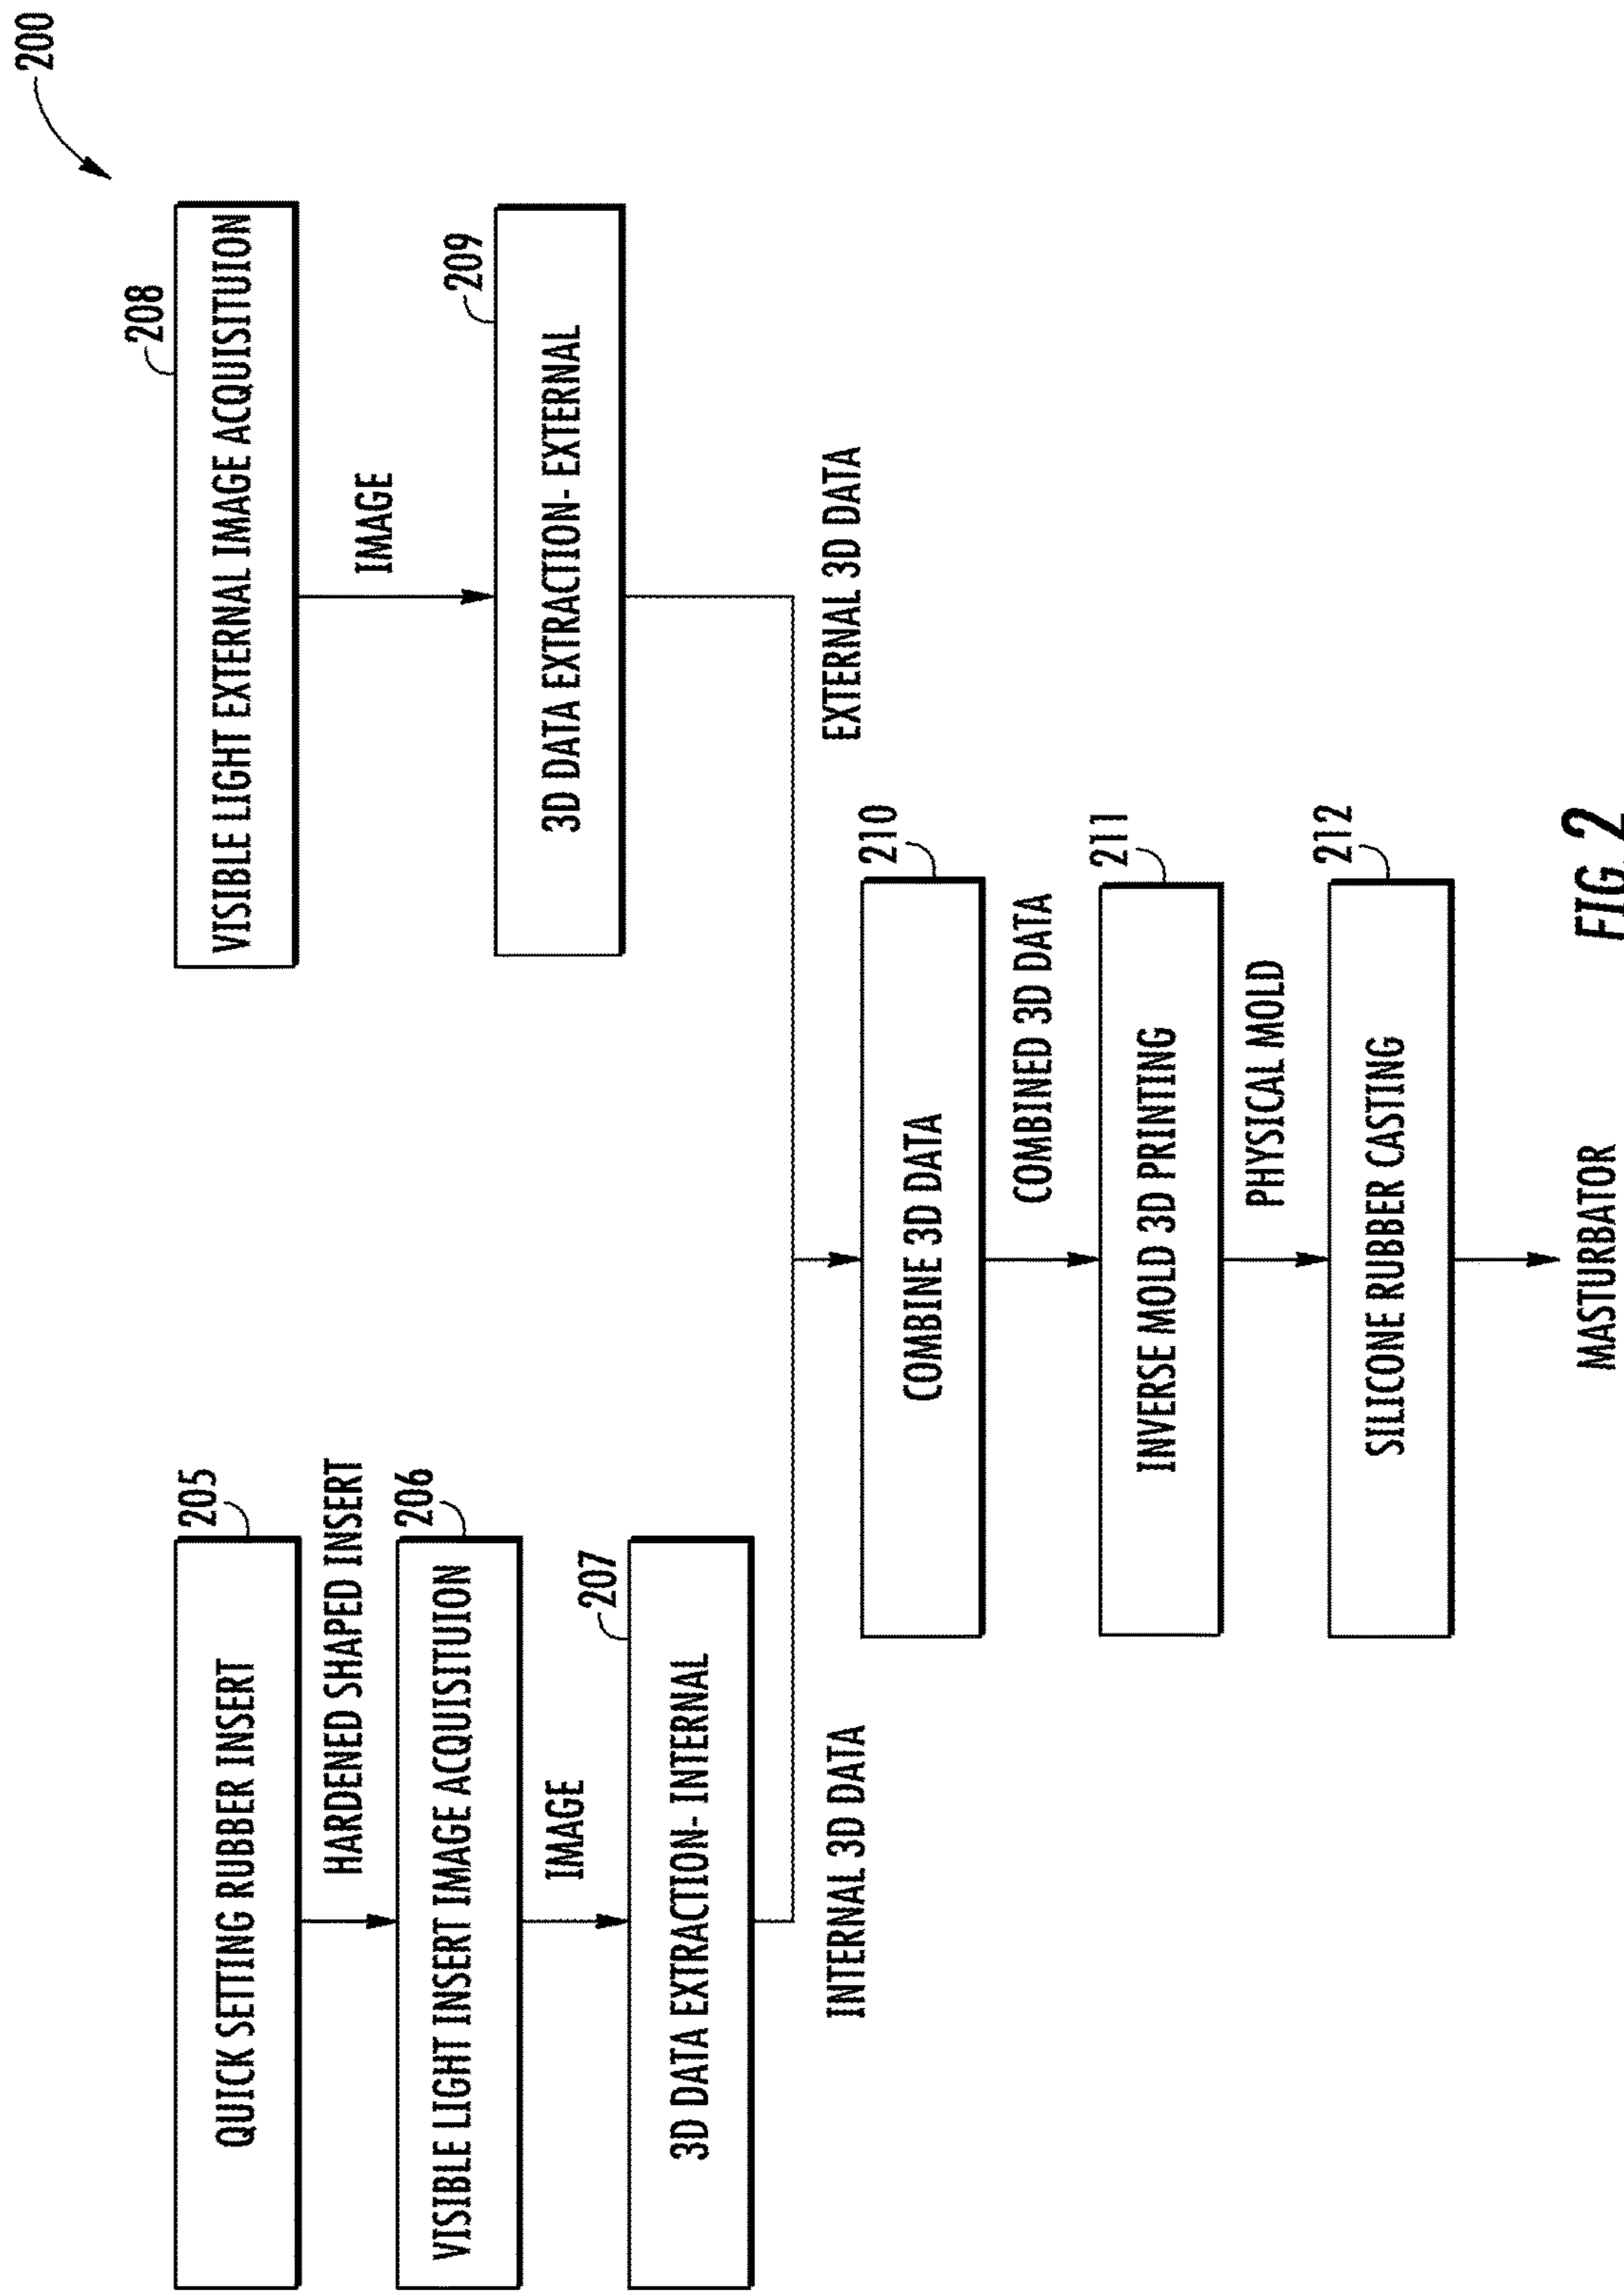 200
205
QUICK SETTING RUBBER INSERT
HARDENED SHAPED INSERT
206
VISIBLE LIGHT INSERT IMAGE ACQUISITUION
IMAGE
207
3D DATA EXTRACTION- INTERNAL
INTERNAL 3D DATA
208
VISIBLE LIGHT EXTERNAL IMAGE ACQUISITUION
IMAGE
209
3D DATA EXTRACTION- EXTERNAL
EXTERNAL 3D DATA
210
COMBINE 3D DATA
COMBINED 3D DATA
211
INVERSE MOLD 3D PRINTING
PHYSICAL MOLD
212
SILICONE RUBBER CASTING
MASTURBATOR
FIG. 2